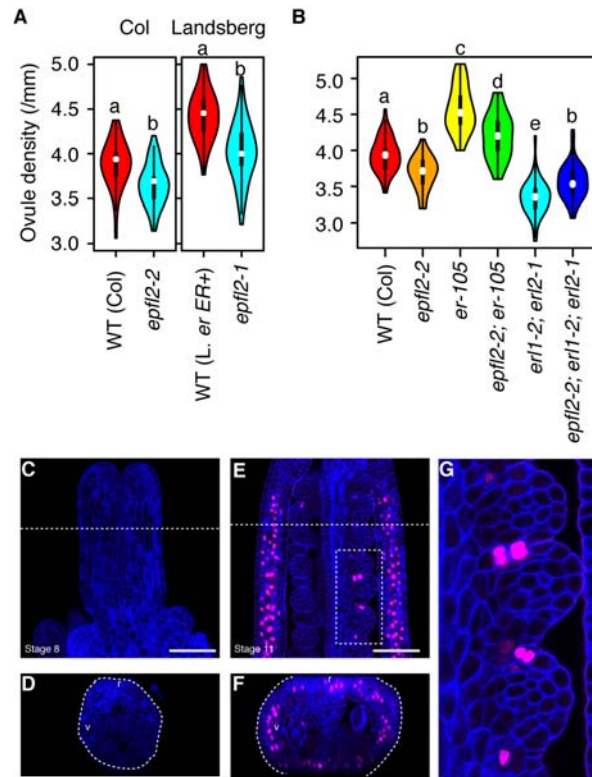 A
B
Col Landsberg
Ovule density (/mm)
5.0
4.5
4.0
3.5
3.0
a
b
a
b
WT (Col)
epfl2-2
WT (L. er ER+)
epfl2-1
5.0
4.5
4.0
3.5
3.0
a
b
c
d
e
b
WT (Col)
epfl2-2
er-105
epfl2-2; er-105
erl1-2; erl2-1
epfl2-2; erl1-2; erl2-1
C
Stage 8
E
Stage 11
G
D
r
v
F
r
v